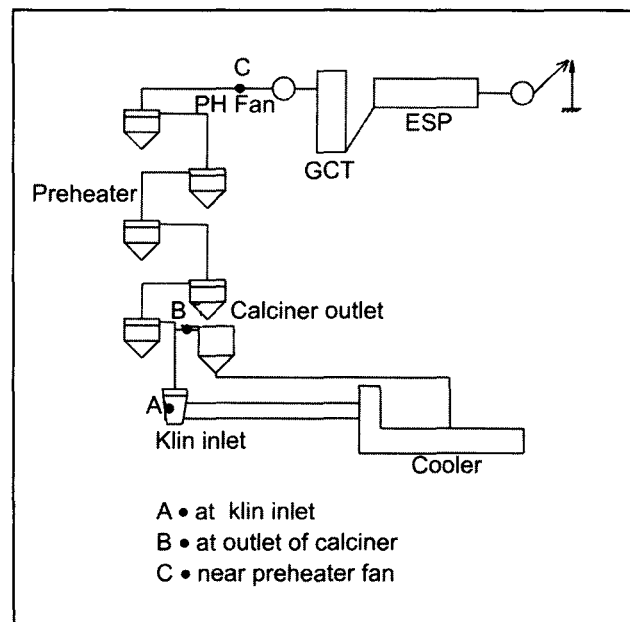 C
PH Fan
ESP
GCT
Preheater
B
Calciner outlet
A
Klin inlet
Cooler
A • at klin inlet
B • at outlet of calciner
C • near preheater fan